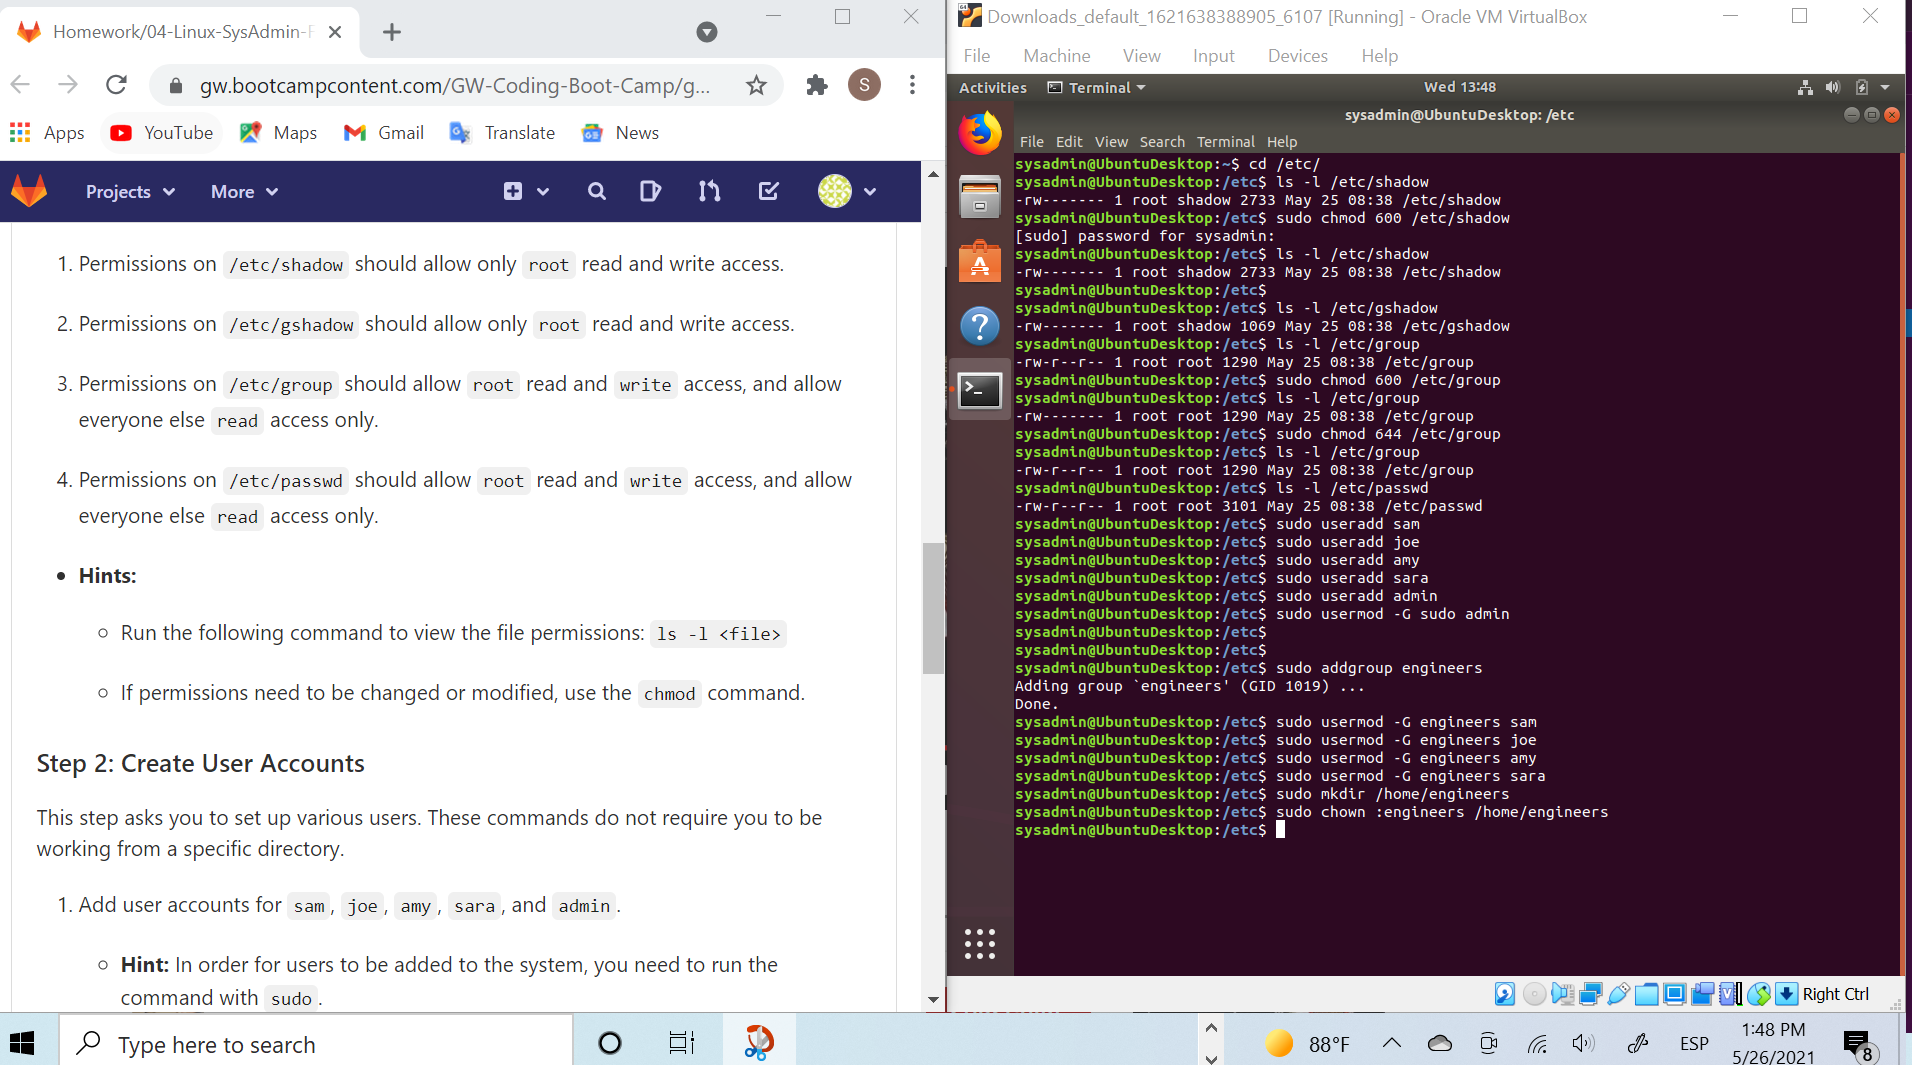 Homework/04-Linux-SysAdmin-F
gw.bootcampcontent.com/GW-Coding-Boot-Camp/g...
S
Apps
YouTube
Maps
Gmail
Translate
News
Projects
More
1. Permissions on /etc/shadow should allow only root read and write access.
2. Permissions on /etc/gshadow should allow only root read and write access.
3. Permissions on /etc/group should allow root read and write access, and allow
everyone else read access only.
4. Permissions on /etc/passwd should allow root read and write access, and allow
everyone else read access only.
• Hints:
◦ Run the following command to view the file permissions: ls -l <file>
◦ If permissions need to be changed or modified, use the chmod command.
Step 2: Create User Accounts
This step asks you to set up various users. These commands do not require you to be
working from a specific directory.
1. Add user accounts for sam, joe, amy, sara, and admin.
◦ Hint: In order for users to be added to the system, you need to run the
command with sudo.
Downloads_default_1621638388905_6107 [Running] - Oracle VM VirtualBox
File Machine View Input Devices Help
Activities
Terminal
Wed 13:48
sysadmin@UbuntuDesktop: /etc
File Edit View Search Terminal Help
sysadmin@UbuntuDesktop:~$ cd /etc/
sysadmin@UbuntuDesktop:/etc$ ls -l /etc/shadow
-rw------- 1 root shadow 2733 May 25 08:38 /etc/shadow
sysadmin@UbuntuDesktop:/etc$ sudo chmod 600 /etc/shadow
[sudo] password for sysadmin:
sysadmin@UbuntuDesktop:/etc$ ls -l /etc/shadow
-rw------- 1 root shadow 2733 May 25 08:38 /etc/shadow
sysadmin@UbuntuDesktop:/etc$
sysadmin@UbuntuDesktop:/etc$ ls -l /etc/gshadow
-rw------- 1 root shadow 1069 May 25 08:38 /etc/gshadow
sysadmin@UbuntuDesktop:/etc$ ls -l /etc/group
-rw-r--r-- 1 root root 1290 May 25 08:38 /etc/group
sysadmin@UbuntuDesktop:/etc$ sudo chmod 600 /etc/group
sysadmin@UbuntuDesktop:/etc$ ls -l /etc/group
-rw------- 1 root root 1290 May 25 08:38 /etc/group
sysadmin@UbuntuDesktop:/etc$ sudo chmod 644 /etc/group
sysadmin@UbuntuDesktop:/etc$ ls -l /etc/group
-rw-r--r-- 1 root root 1290 May 25 08:38 /etc/group
sysadmin@UbuntuDesktop:/etc$ ls -l /etc/passwd
-rw-r--r-- 1 root root 3101 May 25 08:38 /etc/passwd
sysadmin@UbuntuDesktop:/etc$ sudo useradd sam
sysadmin@UbuntuDesktop:/etc$ sudo useradd joe
sysadmin@UbuntuDesktop:/etc$ sudo useradd amy
sysadmin@UbuntuDesktop:/etc$ sudo useradd sara
sysadmin@UbuntuDesktop:/etc$ sudo useradd admin
sysadmin@UbuntuDesktop:/etc$ sudo usermod -G sudo admin
sysadmin@UbuntuDesktop:/etc$
sysadmin@UbuntuDesktop:/etc$
sysadmin@UbuntuDesktop:/etc$ sudo addgroup engineers
Adding group `engineers' (GID 1019) ...
Done.
sysadmin@UbuntuDesktop:/etc$ sudo usermod -G engineers sam
sysadmin@UbuntuDesktop:/etc$ sudo usermod -G engineers joe
sysadmin@UbuntuDesktop:/etc$ sudo usermod -G engineers amy
sysadmin@UbuntuDesktop:/etc$ sudo usermod -G engineers sara
sysadmin@UbuntuDesktop:/etc$ sudo mkdir /home/engineers
sysadmin@UbuntuDesktop:/etc$ sudo chown :engineers /home/engineers
sysadmin@UbuntuDesktop:/etc$
Right Ctrl
Type here to search
88°F
ESP
1:48 PM
5/26/2021
8